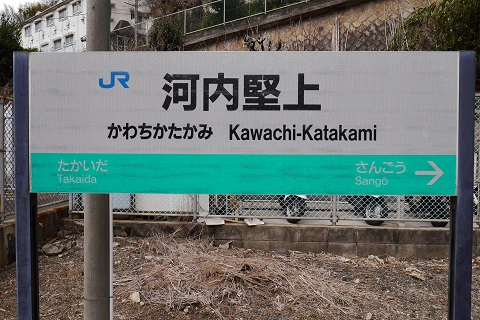 JR
河内堅上
かわちかたかみ Kawachi-Katakami
たかいだ さんごう →
Takaida Sangō